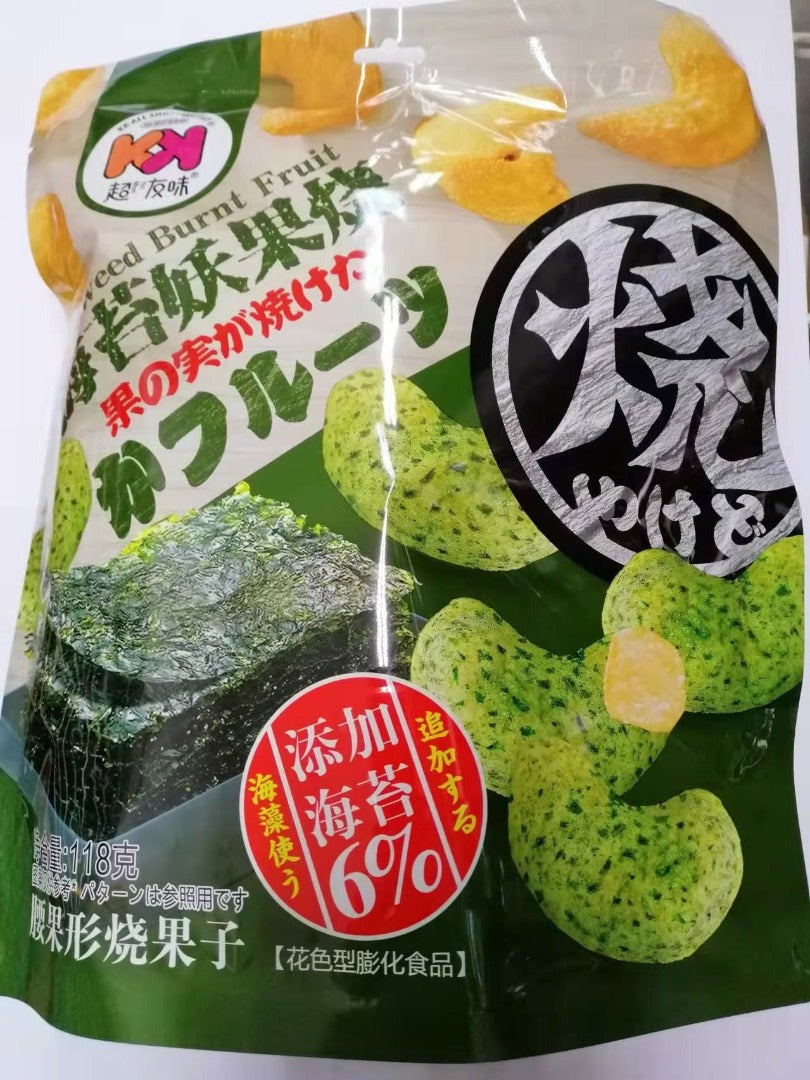 KK
超友味®
Burnt Fruit
海苔妖果烧
果の実が焼けた
かフルーツ
烧
やけど
添加
海苔
6%
追加する
海藻使う
净含量:118克
パターンは参照用です
腰果形烧果子
【花色型膨化食品】